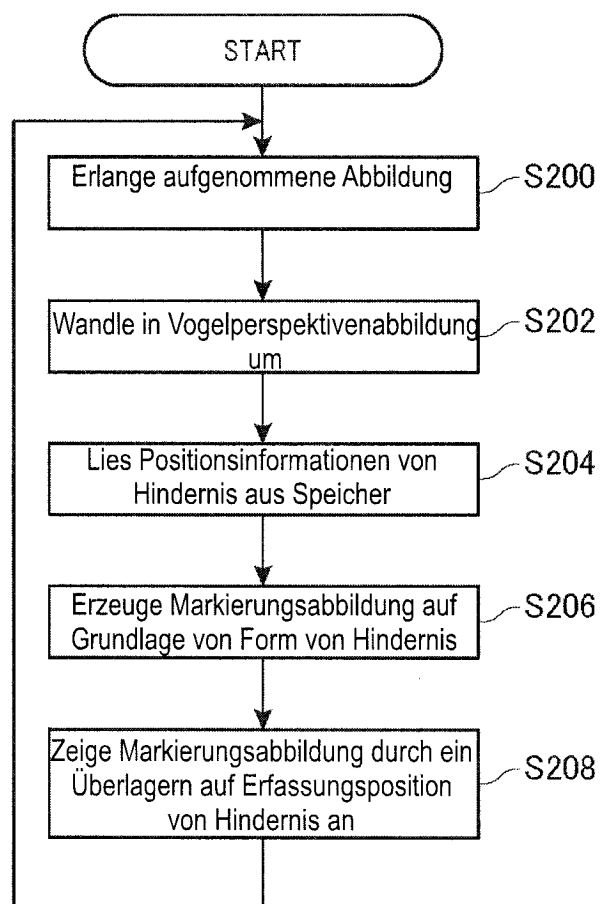 START
Erlange aufgenommene Abbildung
S200
Wandle in Vogelperspektivenabbildung
um
S202
Lies Positionsinformationen von
Hindernis aus Speicher
S204
Erzeuge Markierungsabbildung auf
Grundlage von Form von Hindernis
S206
Zeige Markierungsabbildung durch ein
Überlagern auf Erfassungsposition
von Hindernis an
S208